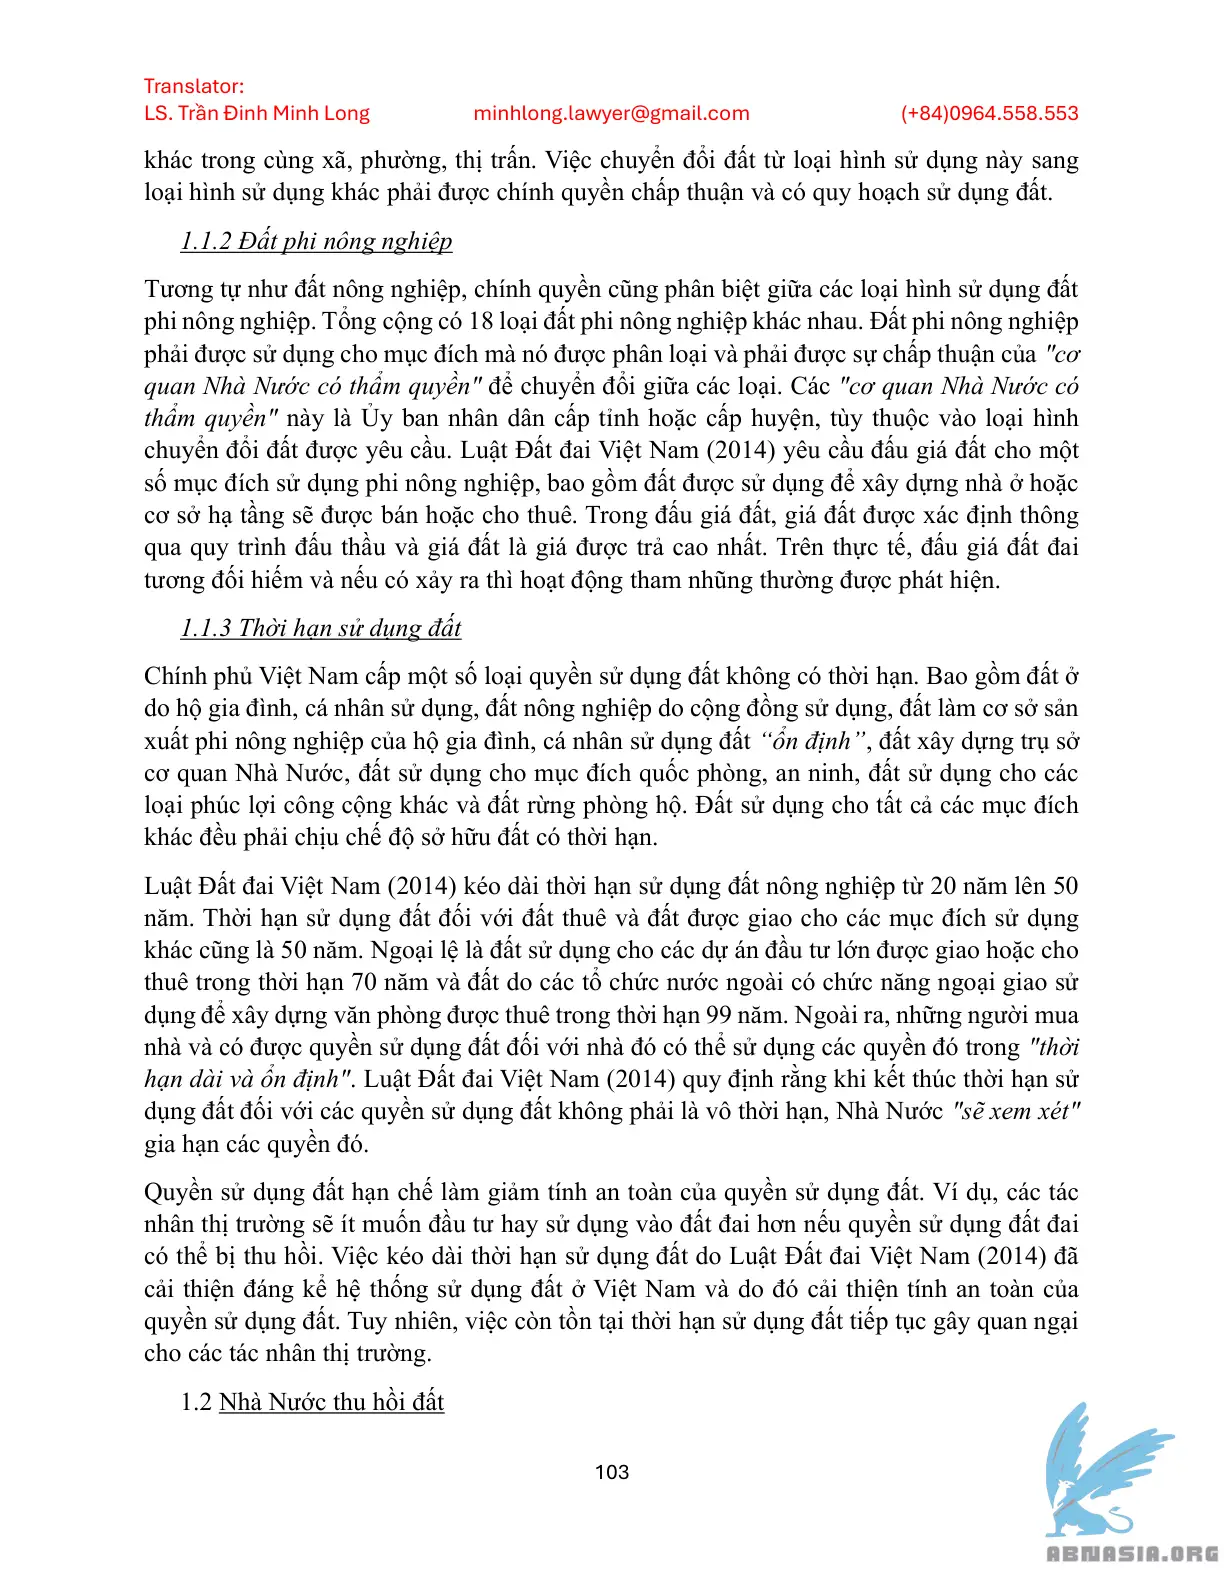 Translator:
LS. Trần Đình Minh Long minhlong.lawyer@gmail.com (+84)0964.558.553
khác trong cùng xã, phường, thị trấn. Việc chuyển đổi đất từ loại hình sử dụng này sang
loại hình sử dụng khác phải được chính quyền chấp thuận và có quy hoạch sử dụng đất.
1.1.2 Đất phi nông nghiệp
Tương tự như đất nông nghiệp, chính quyền cũng phân biệt giữa các loại hình sử dụng đất
phi nông nghiệp. Tổng cộng có 18 loại đất phi nông nghiệp khác nhau. Đất phi nông nghiệp
phải được sử dụng cho mục đích mà nó được phân loại và phải được sự chấp thuận của "cơ
quan Nhà Nước có thẩm quyền" để chuyển đổi giữa các loại. Các "cơ quan Nhà Nước có
thẩm quyền" này là Ủy ban nhân dân cấp tỉnh hoặc cấp huyện, tùy thuộc vào loại hình
chuyển đổi đất được yêu cầu. Luật Đất đai Việt Nam (2014) yêu cầu đấu giá đất cho một
số mục đích sử dụng phi nông nghiệp, bao gồm đất được sử dụng để xây dựng nhà ở hoặc
cơ sở hạ tầng sẽ được bán hoặc cho thuê. Trong đấu giá đất, giá đất được xác định thông
qua quy trình đấu thầu và giá đất là giá được trả cao nhất. Trên thực tế, đấu giá đất đai
tương đối hiếm và nếu có xảy ra thì hoạt động tham nhũng thường được phát hiện.
1.1.3 Thời hạn sử dụng đất
Chính phủ Việt Nam cấp một số loại quyền sử dụng đất không có thời hạn. Bao gồm đất ở
do hộ gia đình, cá nhân sử dụng, đất nông nghiệp do cộng đồng sử dụng, đất làm cơ sở sản
xuất phi nông nghiệp của hộ gia đình, cá nhân sử dụng đất “ổn định”, đất xây dựng trụ sở
cơ quan Nhà Nước, đất sử dụng cho mục đích quốc phòng, an ninh, đất sử dụng cho các
loại phúc lợi công cộng khác và đất rừng phòng hộ. Đất sử dụng cho tất cả các mục đích
khác đều phải chịu chế độ sở hữu đất có thời hạn.
Luật Đất đai Việt Nam (2014) kéo dài thời hạn sử dụng đất nông nghiệp từ 20 năm lên 50
năm. Thời hạn sử dụng đất đối với đất thuê và đất được giao cho các mục đích sử dụng
khác cũng là 50 năm. Ngoại lệ là đất sử dụng cho các dự án đầu tư lớn được giao hoặc cho
thuê trong thời hạn 70 năm và đất do các tổ chức nước ngoài có chức năng ngoại giao sử
dụng để xây dựng văn phòng được thuê trong thời hạn 99 năm. Ngoài ra, những người mua
nhà và có được quyền sử dụng đất đối với nhà đó có thể sử dụng các quyền đó trong "thời
hạn dài và ổn định". Luật Đất đai Việt Nam (2014) quy định rằng khi kết thúc thời hạn sử
dụng đất đối với các quyền sử dụng đất không phải là vô thời hạn, Nhà Nước "sẽ xem xét"
gia hạn các quyền đó.
Quyền sử dụng đất hạn chế làm giảm tính an toàn của quyền sử dụng đất. Ví dụ, các tác
nhân thị trường sẽ ít muốn đầu tư hay sử dụng vào đất đai hơn nếu quyền sử dụng đất đai
có thể bị thu hồi. Việc kéo dài thời hạn sử dụng đất do Luật Đất đai Việt Nam (2014) đã
cải thiện đáng kể hệ thống sử dụng đất ở Việt Nam và do đó cải thiện tính an toàn của
quyền sử dụng đất. Tuy nhiên, việc còn tồn tại thời hạn sử dụng đất tiếp tục gây quan ngại
cho các tác nhân thị trường.
1.2 Nhà Nước thu hồi đất
103
ABNASIA.ORG